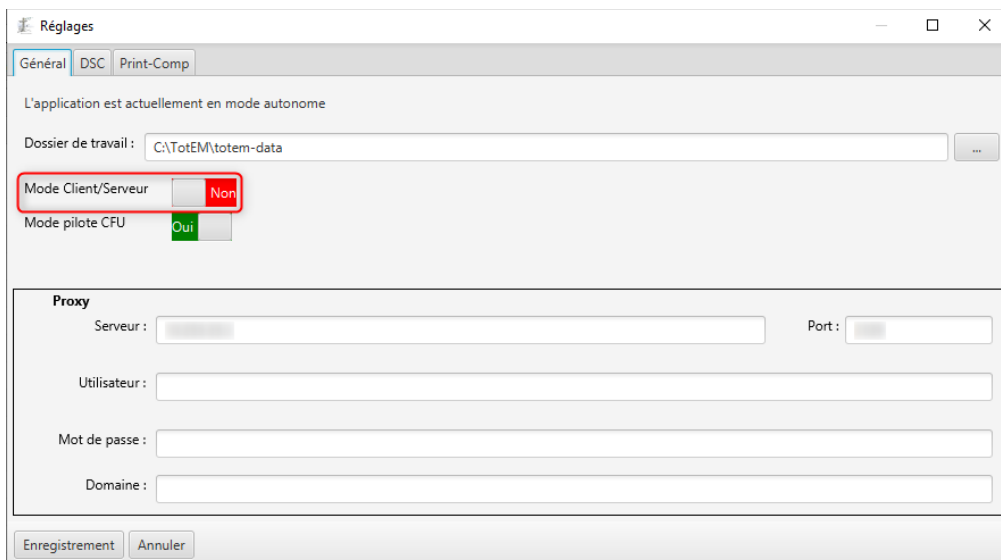 Réglages
Général DSC Print-Comp
L'application est actuellement en mode autonome
Dossier de travail : C:\TotEM\totem-data ...
Mode Client/Serveur Non
Mode pilote CFU Oui
Proxy
Serveur : Port :
Utilisateur :
Mot de passe :
Domaine :
Enregistrement Annuler